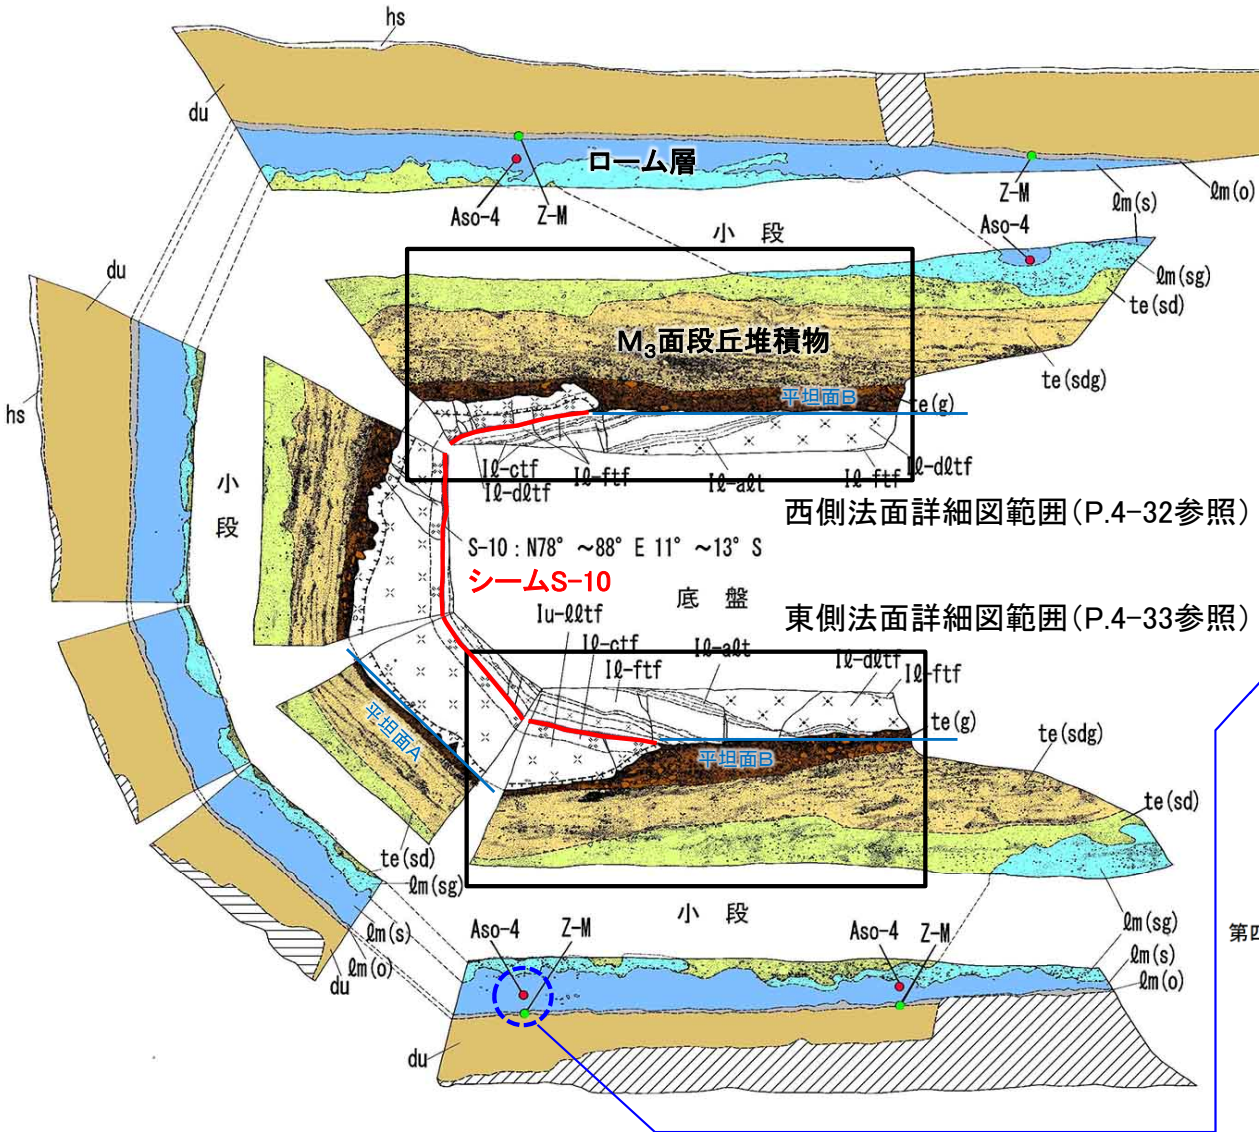 hs
du
ローム層
Aso-4
Z-M
Z-M
lm(o)
lm(s)
Aso-4
小 段
lm(sg)
te(sd)
du
M3面段丘堆積物
te(sdg)
平坦面B
te(g)
hs
小
段
Il-ctf
Il-dltf
Il-ftf
Il-alt
Il-ftf
Il-dltf
西側法面詳細図範囲(P.4-32参照)
S-10 : N78° ~88° E 11° ~13° S
シームS-10
底 盤
Iu-lltf
東側法面詳細図範囲(P.4-33参照)
Il-ctf
Il-ftf
Il-alt
Il-dltf
Il-ftf
平坦面A
平坦面B
te(g)
te(sdg)
te(sd)
te(sd)
lm(sg)
小 段
lm(s)
lm(o)
du
Aso-4
Z-M
Aso-4
Z-M
lm(sg)
lm(s)
lm(o)
du
第四